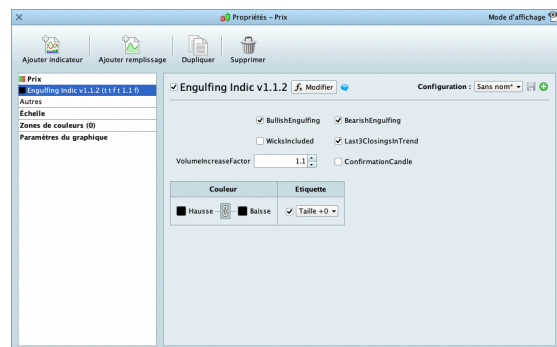 Propriétés - Prix
Mode d'affichage
Ajouter indicateur
Ajouter remplissage
Dupliquer
Supprimer
Prix
Engulfing Indic v1.1.2 (t t f t 1.1 f)
Autres
Échelle
Zones de couleurs (0)
Paramètres du graphique
Engulfing Indic v1.1.2
fx Modifier
Configuration : Sans nom*
BullishEngulfing
BearishEngulfing
WicksIncluded
Last3ClosingsInTrend
VolumeIncreaseFactor 1.1
ConfirmationCandle
Couleur
Etiquette
Hausse
Baisse
Taille +0